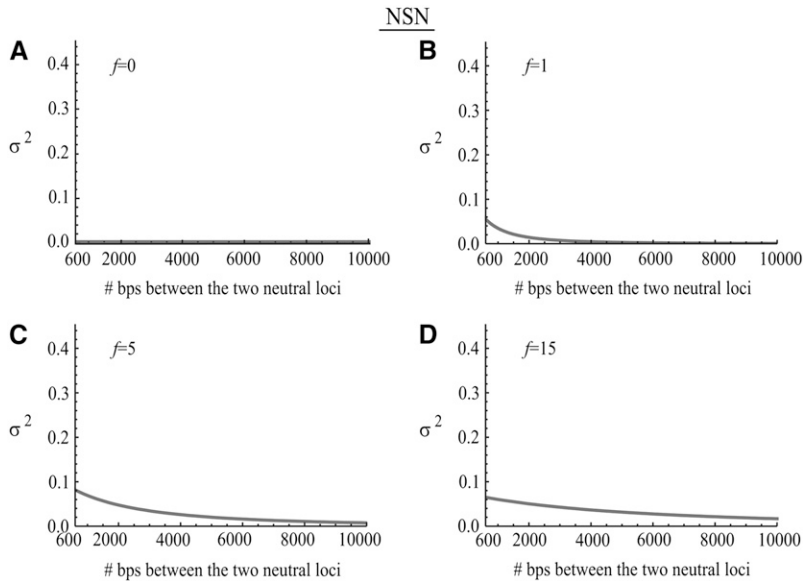 NSN
A
f=0
0.4
0.3
0.2
0.1
0.0
σ²
600 2000 4000 6000 8000 10000
# bps between the two neutral loci
B
f=1
0.4
0.3
0.2
0.1
0.0
σ²
600 2000 4000 6000 8000 10000
# bps between the two neutral loci
C
f=5
0.4
0.3
0.2
0.1
0.0
σ²
600 2000 4000 6000 8000 10000
# bps between the two neutral loci
D
f=15
0.4
0.3
0.2
0.1
0.0
σ²
600 2000 4000 6000 8000 10000
# bps between the two neutral loci